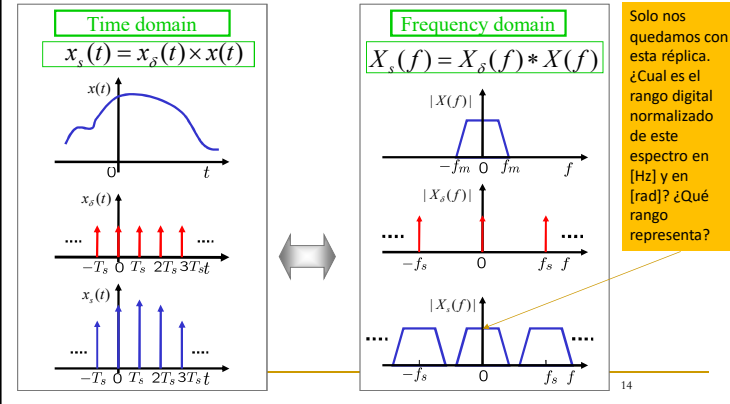 Time domain
x_s(t) = x_δ(t) × x(t)
x(t)
0
t
x_δ(t)
....
....
−T_s 0 T_s 2T_s 3T_s t
x_s(t)
....
....
−T_s 0 T_s 2T_s 3T_s t
Frequency domain
X_s(f) = X_δ(f) * X(f)
|X(f)|
−f_m 0 f_m f
|X_δ(f)|
....
....
−f_s 0 f_s f
|X_s(f)|
....
....
−f_s 0 f_s f
Solo nos
quedamos con
esta réplica.
¿Cual es el
rango digital
normalizado
de este
espectro en
[Hz] y en
[rad]? ¿Qué
rango
representa?
14